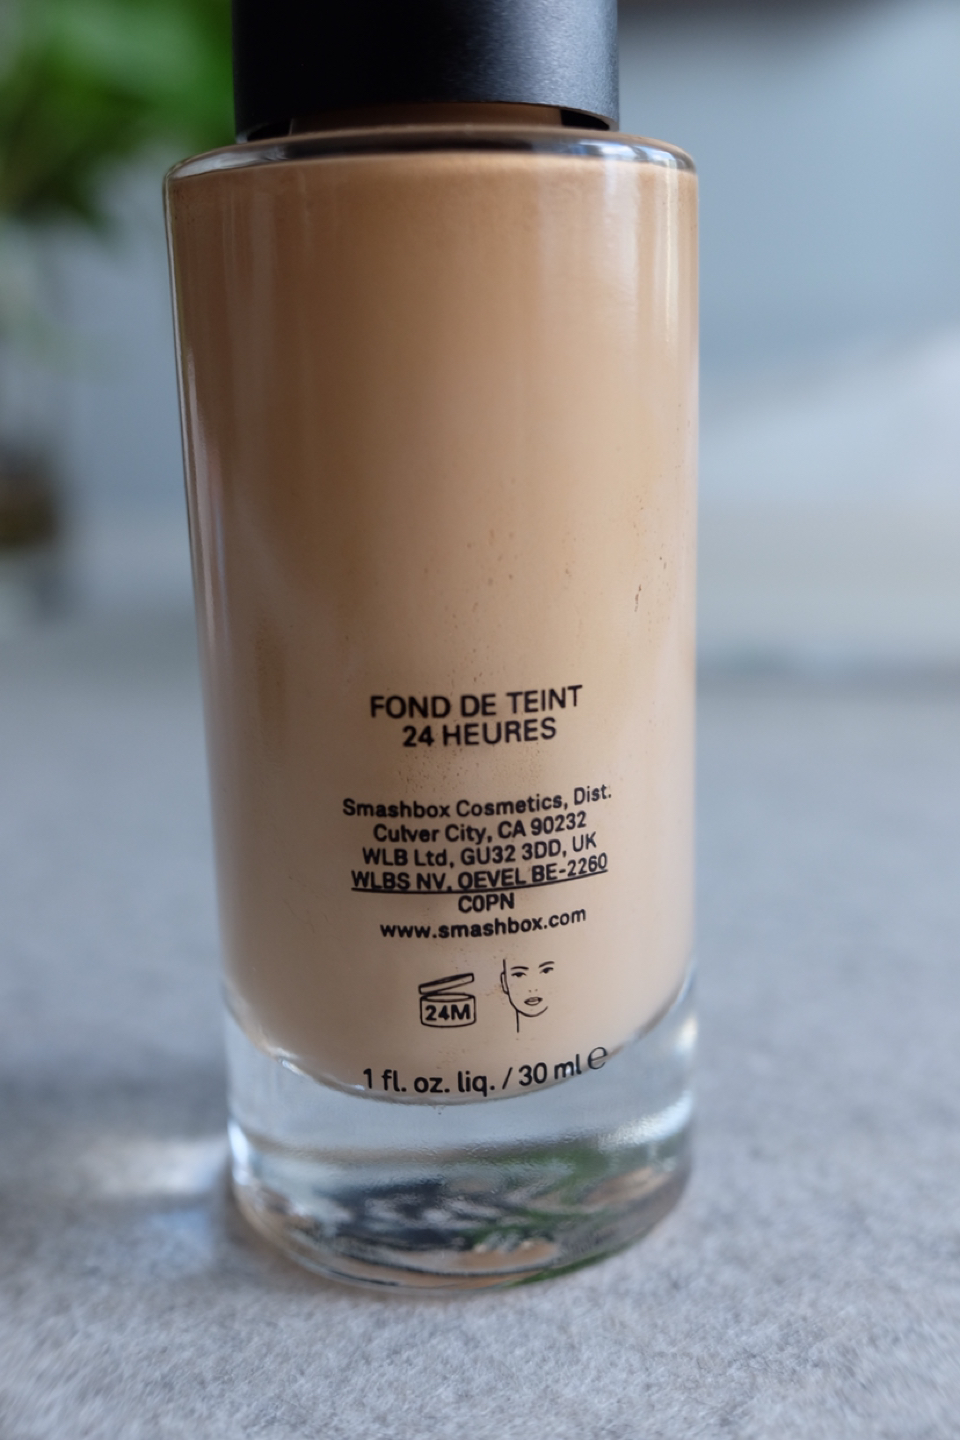 FOND DE TEINT
24 HEURES
Smashbox Cosmetics, Dist.
Culver City, CA 90232
WLB Ltd, GU32 3DD, UK
WLBS NV, OEVEL BE-2260
C0PN
www.smashbox.com
24M
1 fl. oz. liq. / 30 ml ℮